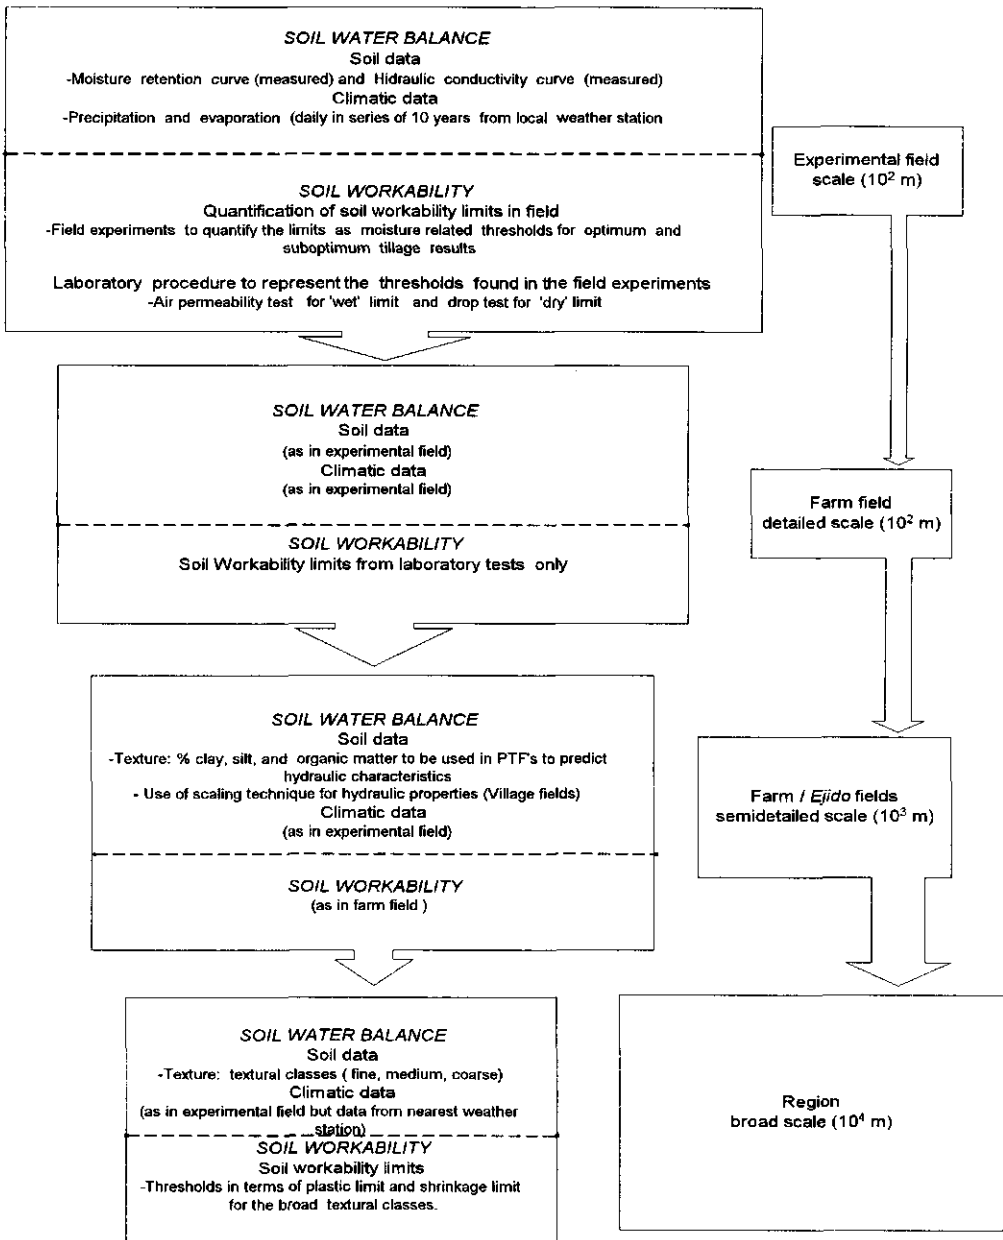 SOIL WATER BALANCE
Soil data
-Moisture retention curve (measured) and Hidraulic conductivity curve (measured)
Climatic data
-Precipitation and evaporation (daily in series of 10 years from local weather station
SOIL WORKABILITY
Quantification of soil workability limits in field
-Field experiments to quantify the limits as moisture related thresholds for optimum and
suboptimum tillage results
Laboratory procedure to represent the thresholds found in the field experiments
-Air permeability test for 'wet' limit and drop test for 'dry' limit
Experimental field
scale (10² m)
SOIL WATER BALANCE
Soil data
(as in experimental field)
Climatic data
(as in experimental field)
SOIL WORKABILITY
Soil Workability limits from laboratory tests only
Farm field
detailed scale (10² m)
SOIL WATER BALANCE
Soil data
-Texture: % clay, silt, and organic matter to be used in PTF's to predict
hydraulic characteristics
- Use of scaling technique for hydraulic properties (Village fields)
Climatic data
(as in experimental field)
SOIL WORKABILITY
(as in farm field )
Farm / Ejido fields
semidetailed scale (10³ m)
SOIL WATER BALANCE
Soil data
-Texture: textural classes ( fine, medium, coarse)
Climatic data
(as in experimental field but data from nearest weather
station)
SOIL WORKABILITY
Soil workability limits
-Thresholds in terms of plastic limit and shrinkage limit
for the broad textural classes.
Region
broad scale (10⁴ m)